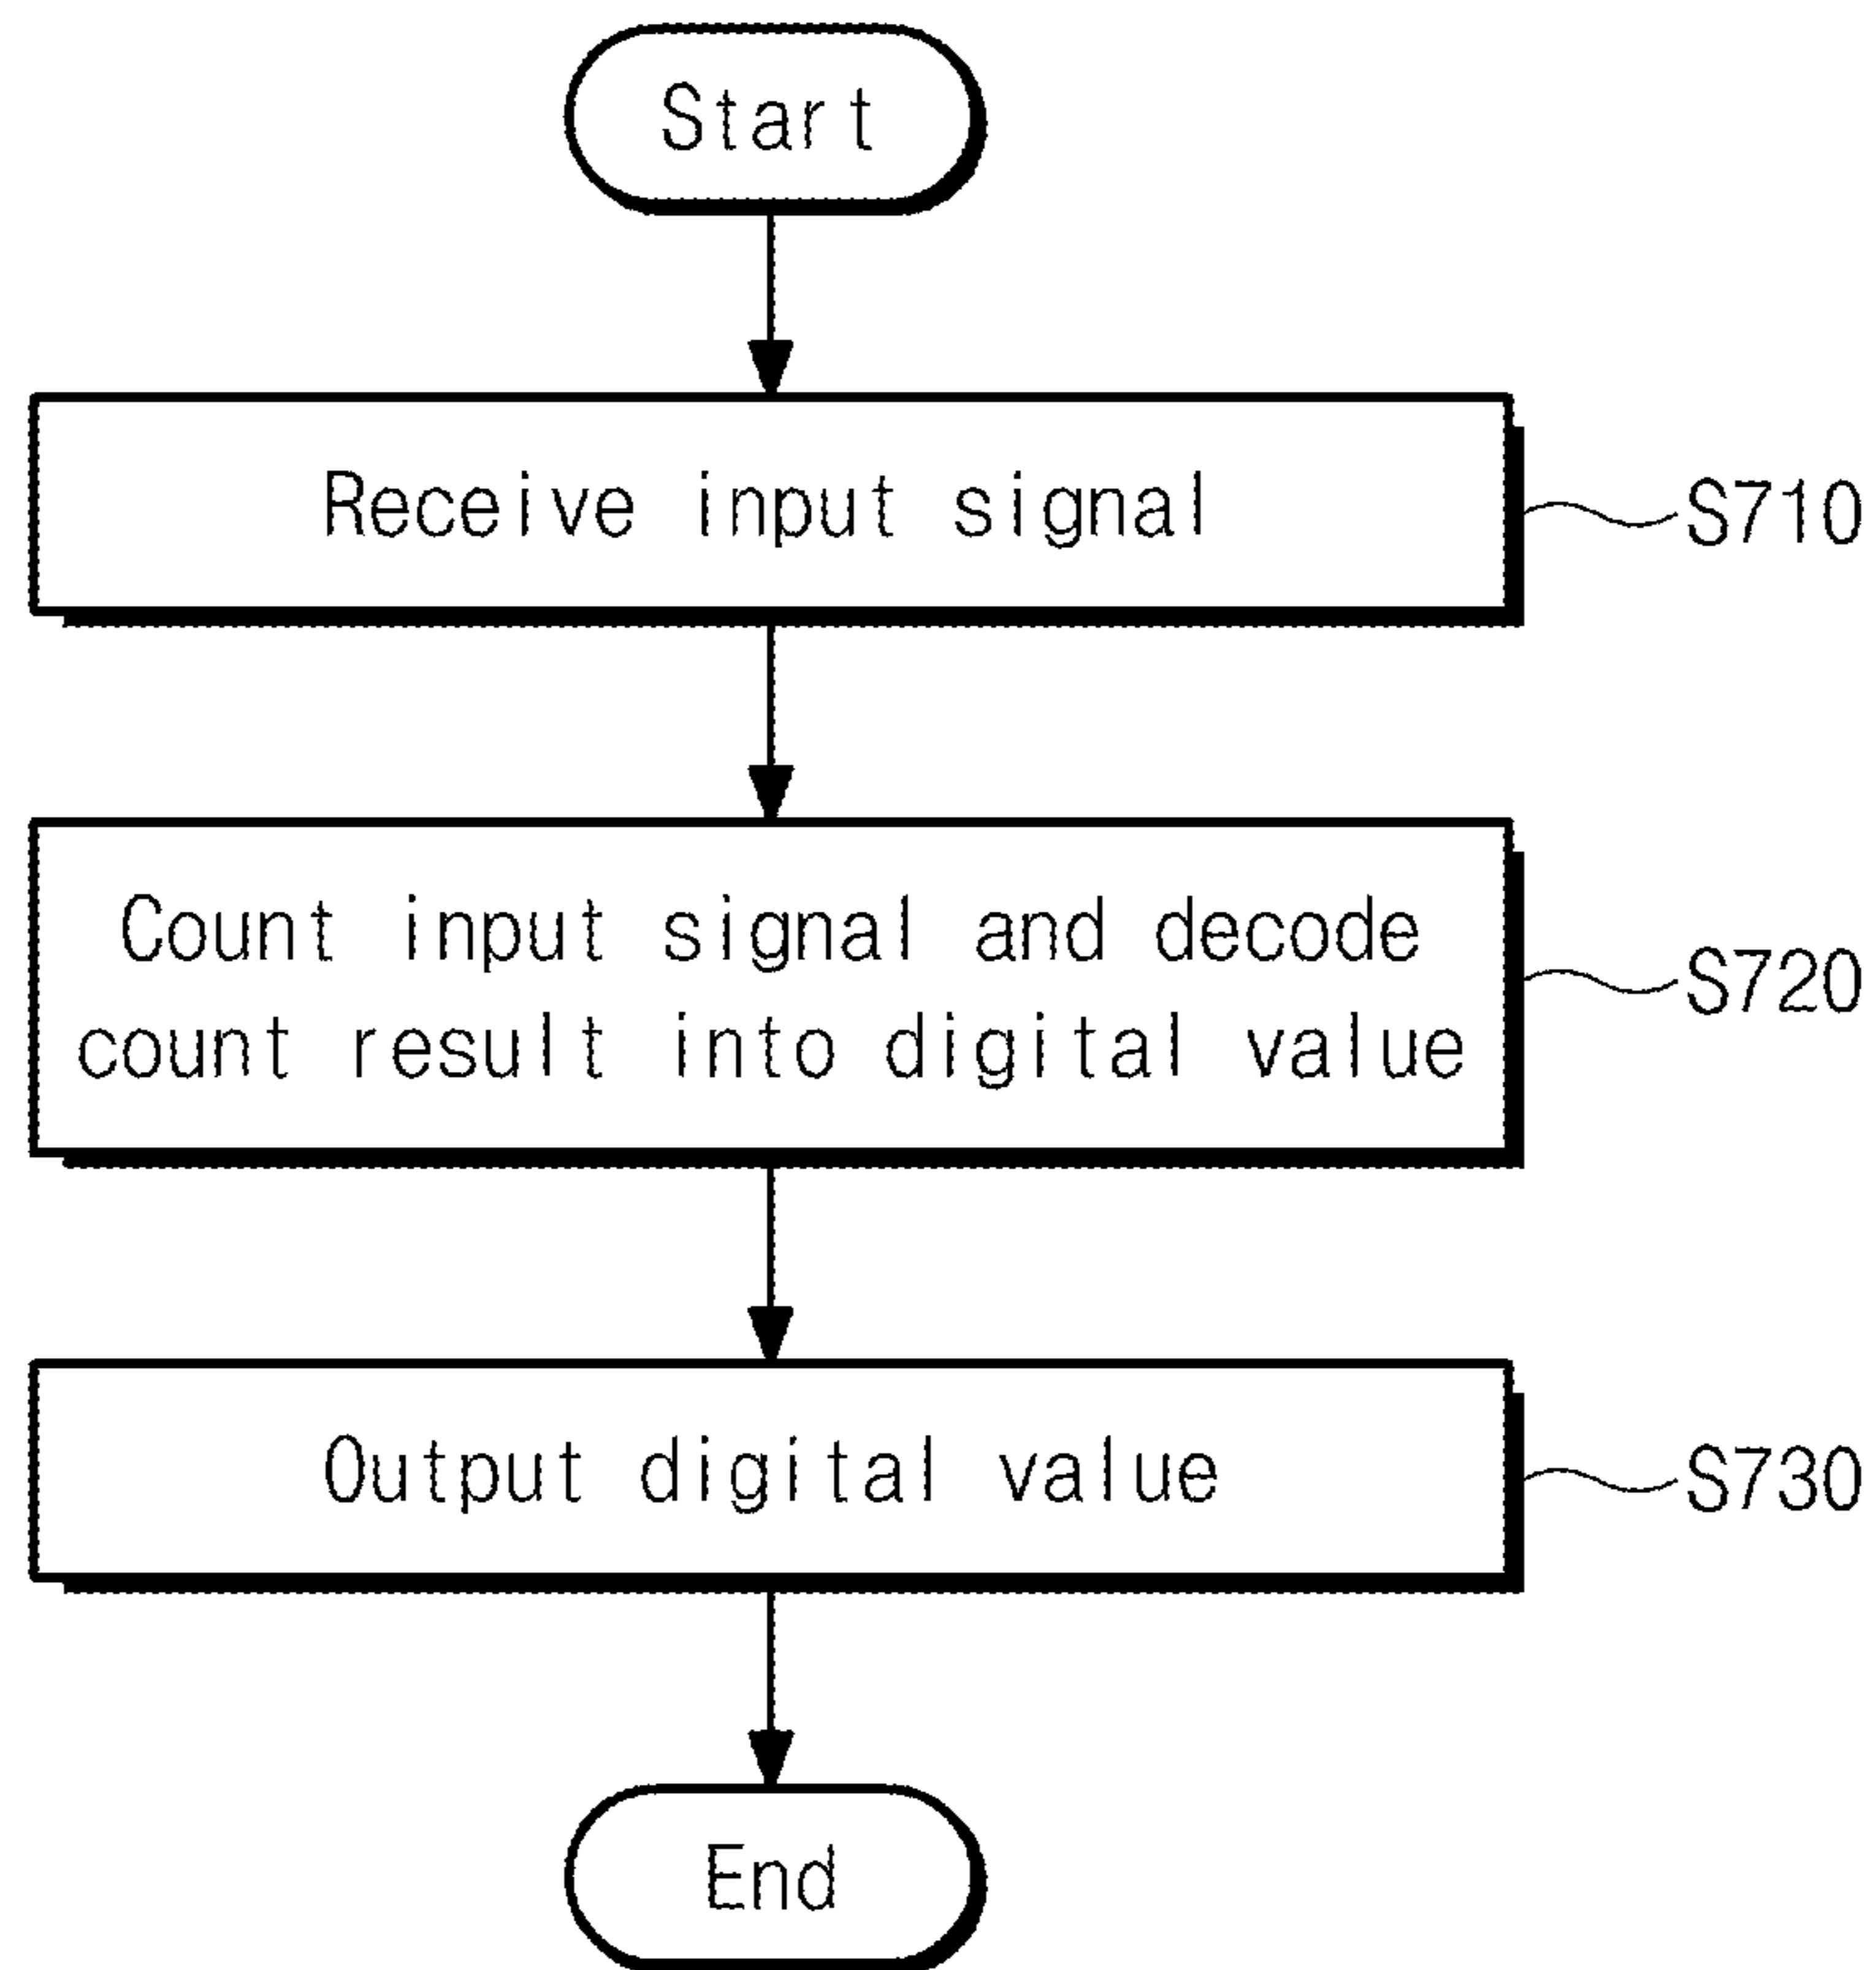 Start
Receive input signal
S710
Count input signal and decode
count result into digital value
S720
Output digital value
S730
End